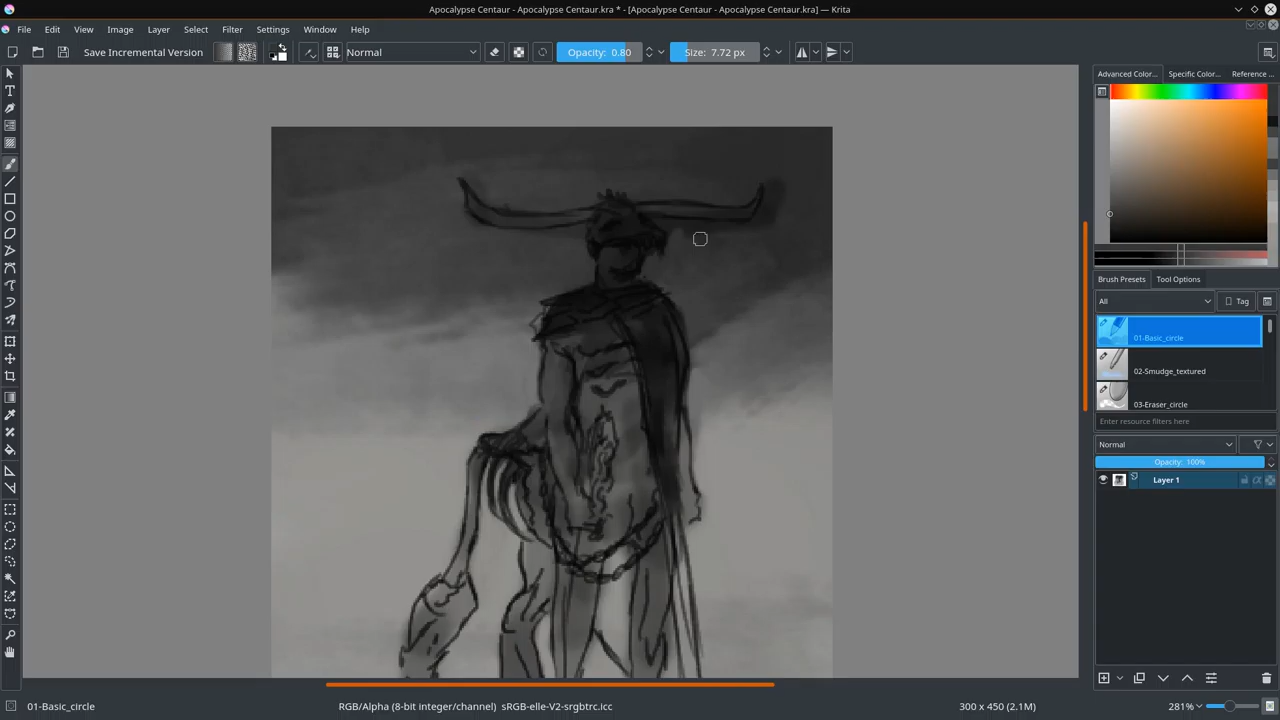 Apocalypse Centaur - Apocalypse Centaur.kra * - [Apocalypse Centaur - Apocalypse Centaur.kra] — Krita
File Edit View Image Layer Select Filter Tools Settings Window Help
Save Incremental Version Normal Opacity: 0.80 Size: 7.72 px
Advanced Color... Specific Color... Reference ...
Brush Presets Tool Options
All Tag
01-Basic_circle
02-Smudge_textured
03-Eraser_circle
Enter resource filters here
Normal
Opacity: 100%
Layer 1
01-Basic_circle RGB/Alpha (8-bit integer/channel) sRGB-elle-V2-srgbtrc.icc 300 x 450 (2.1M) 281%